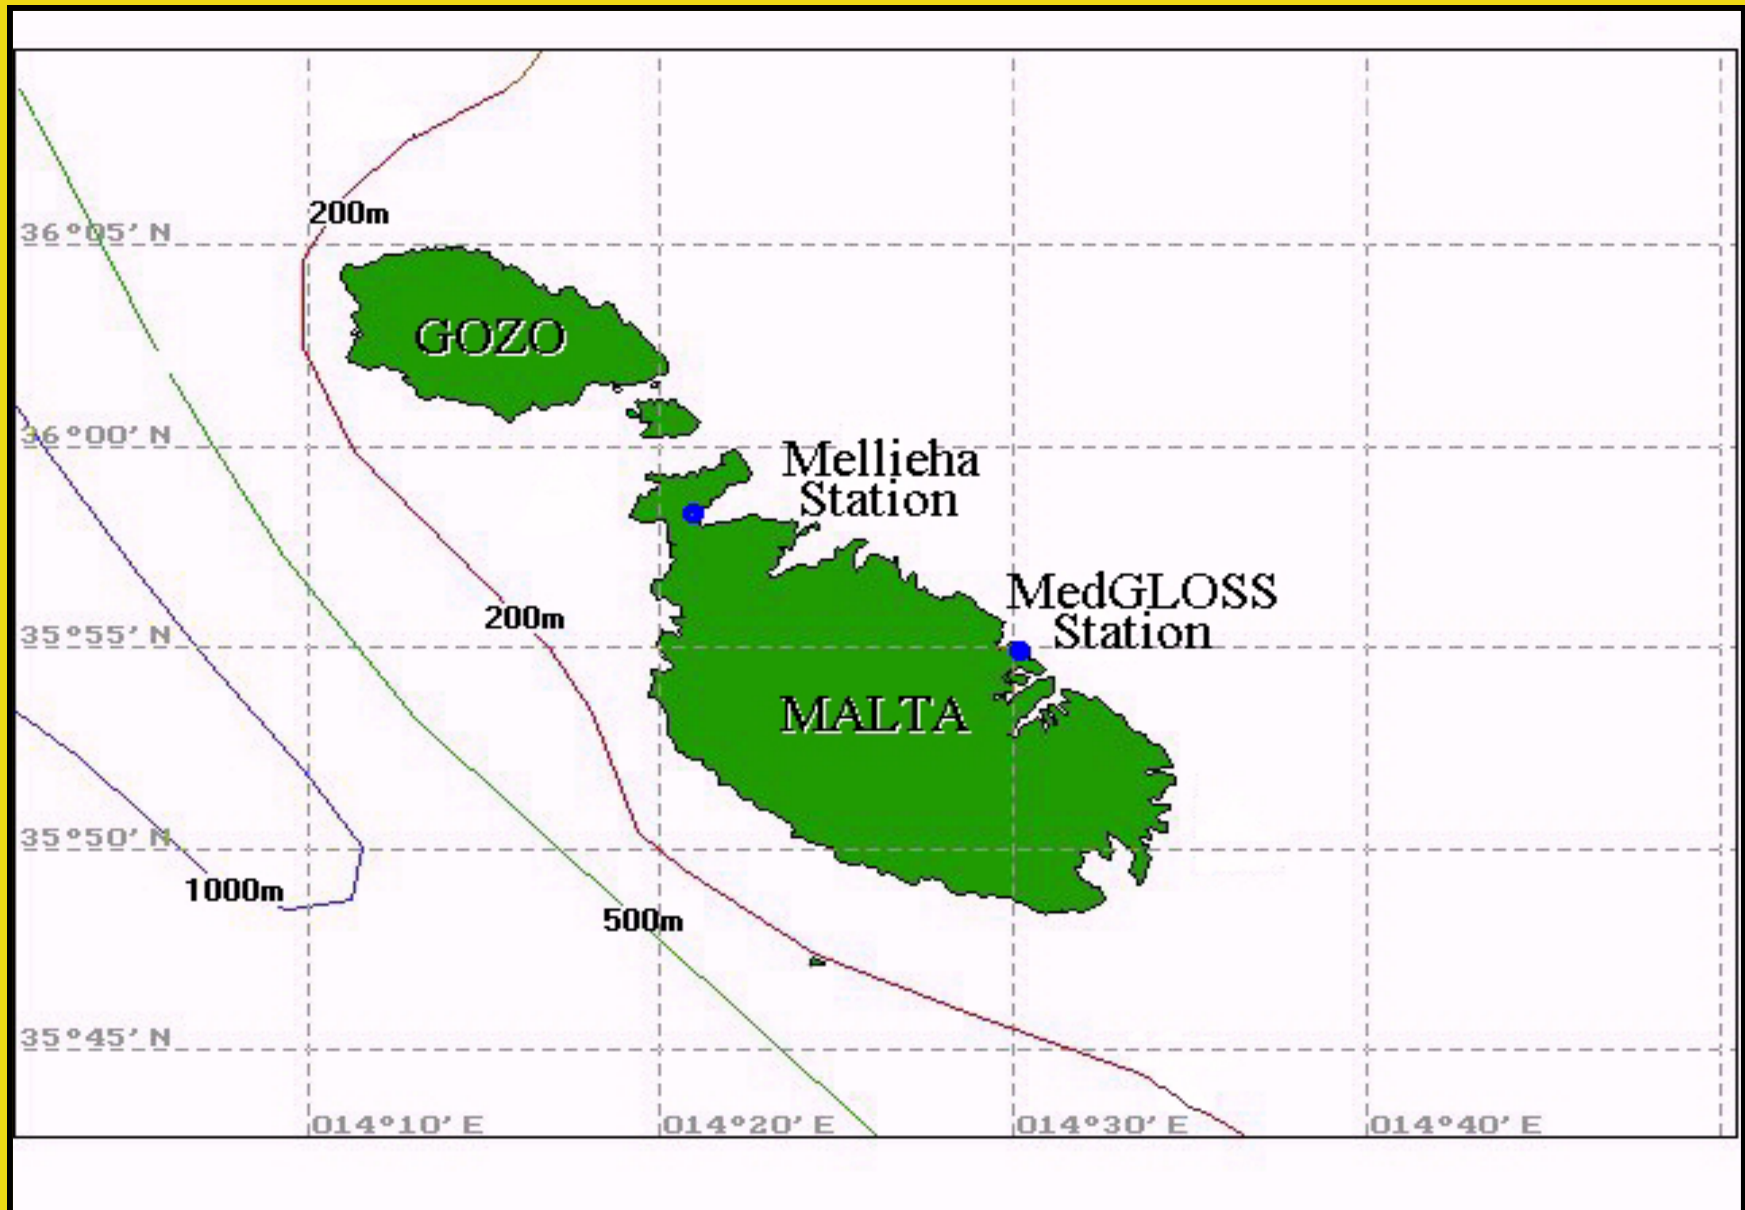 200m
36°05' N
GOZO
36°00' N
Mellieha
Station
MedGLOSS
Station
200m
35°55' N
MALTA
35°50' N
1000m
500m
35°45' N
014°10' E
014°20' E
014°30' E
014°40' E